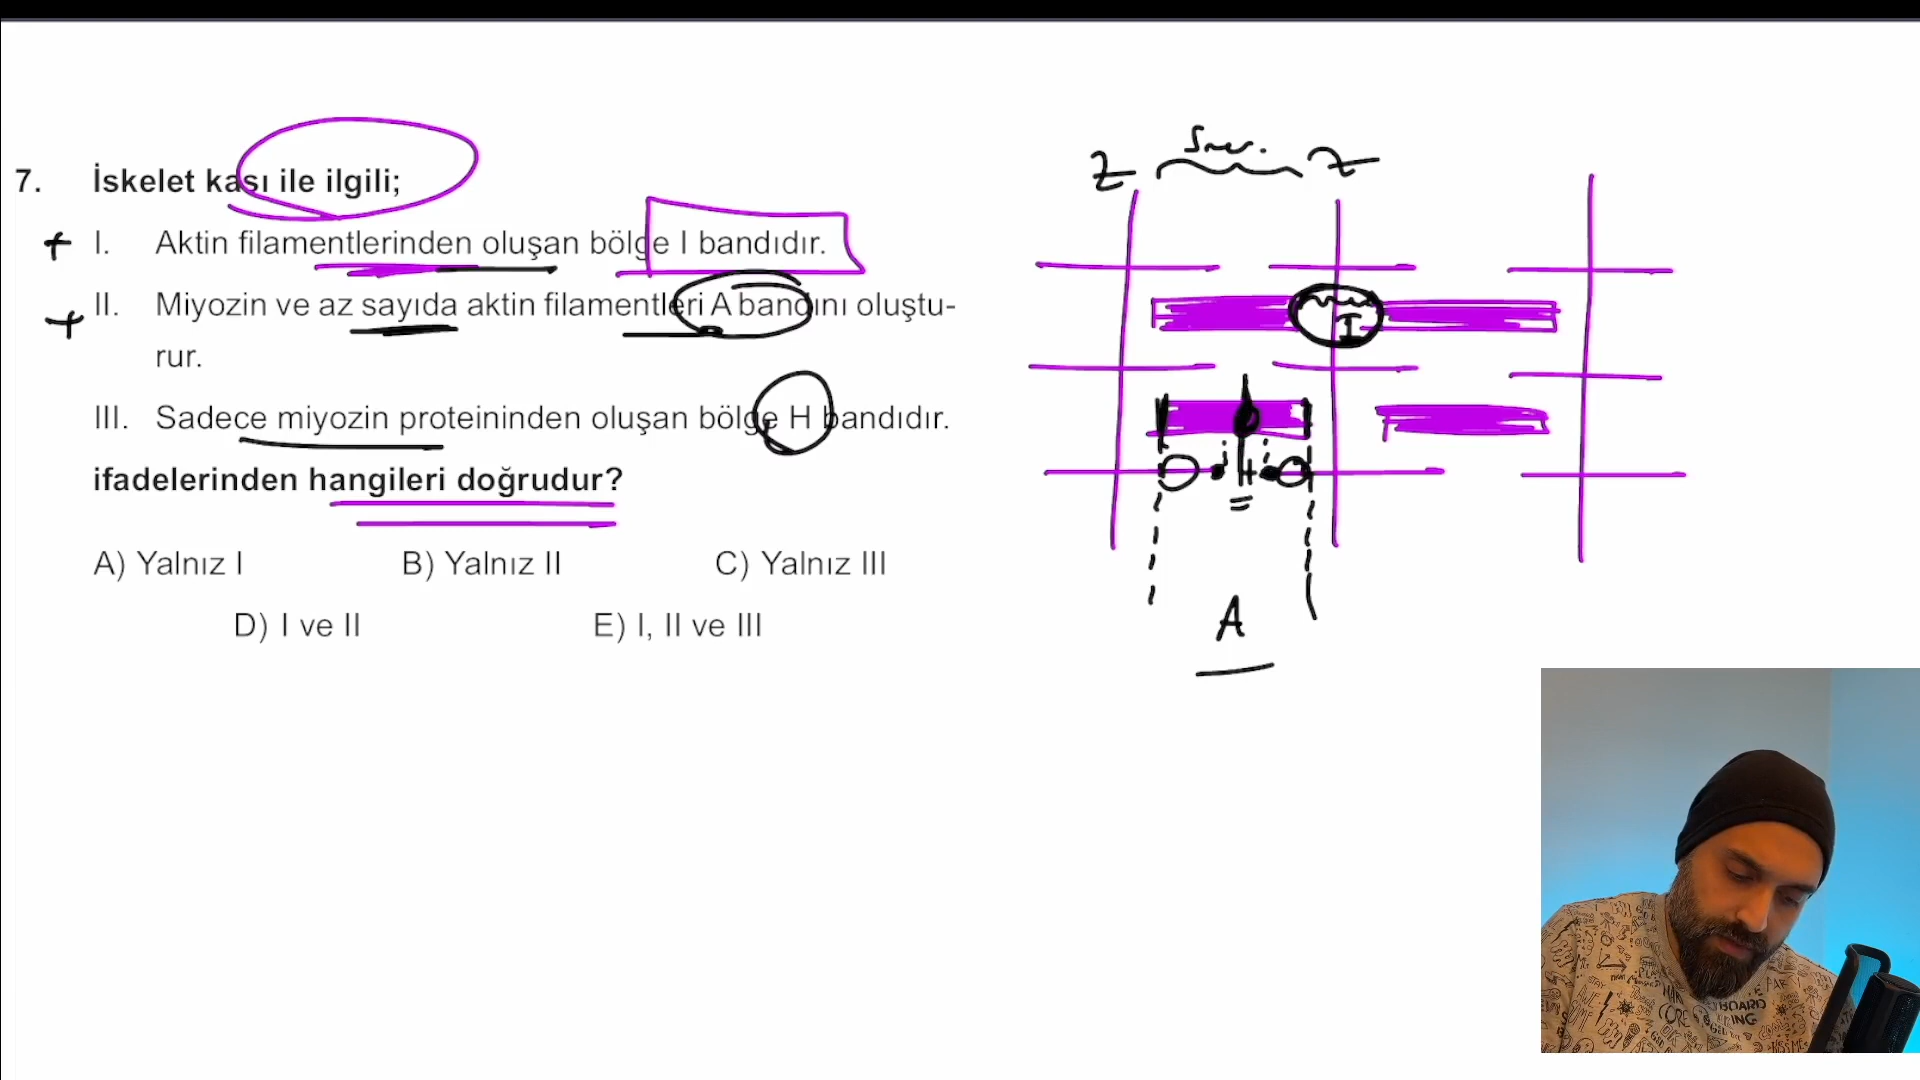 7. İskelet kası ile ilgili;
+ I. Aktin filamentlerinden oluşan bölge I bandıdır.
+ II. Miyozin ve az sayıda aktin filamentleri A bandını oluştu-
rur.
III. Sadece miyozin proteininden oluşan bölge H bandıdır.
ifadelerinden hangileri doğrudur?
A) Yalnız I B) Yalnız II C) Yalnız III
D) I ve II E) I, II ve III
Z Z
I
H
A
BOARD